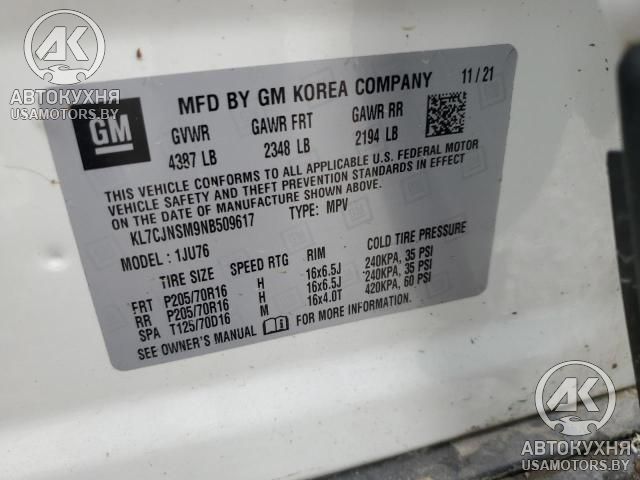 AK
АВТОКУХНЯ
USAMOTORS.BY
GM
MFD BY GM KOREA COMPANY 11/21
GVWR GAWR FRT GAWR RR
4387 LB 2348 LB 2194 LB
THIS VEHICLE CONFORMS TO ALL APPLICABLE U.S. FEDERAL MOTOR
VEHICLE SAFETY AND THEFT PREVENTION STANDARDS IN EFFECT
ON THE DATE OF MANUFACTURE SHOWN ABOVE.
KL7CJNSM9NB509617 TYPE: MPV
MODEL: 1JU76
TIRE SIZE SPEED RTG RIM COLD TIRE PRESSURE
FRT P205/70R16 H 16x6.5J 240KPA, 35 PSI
RR P205/70R16 H 16x6.5J 240KPA, 35 PSI
SPA T125/70D16 M 16x4.0T 420KPA, 60 PSI
SEE OWNER'S MANUAL FOR MORE INFORMATION.
AK
АВТОКУХНЯ
USAMOTORS.BY
AK
АВТОКУХНЯ
USAMOTORS.BY